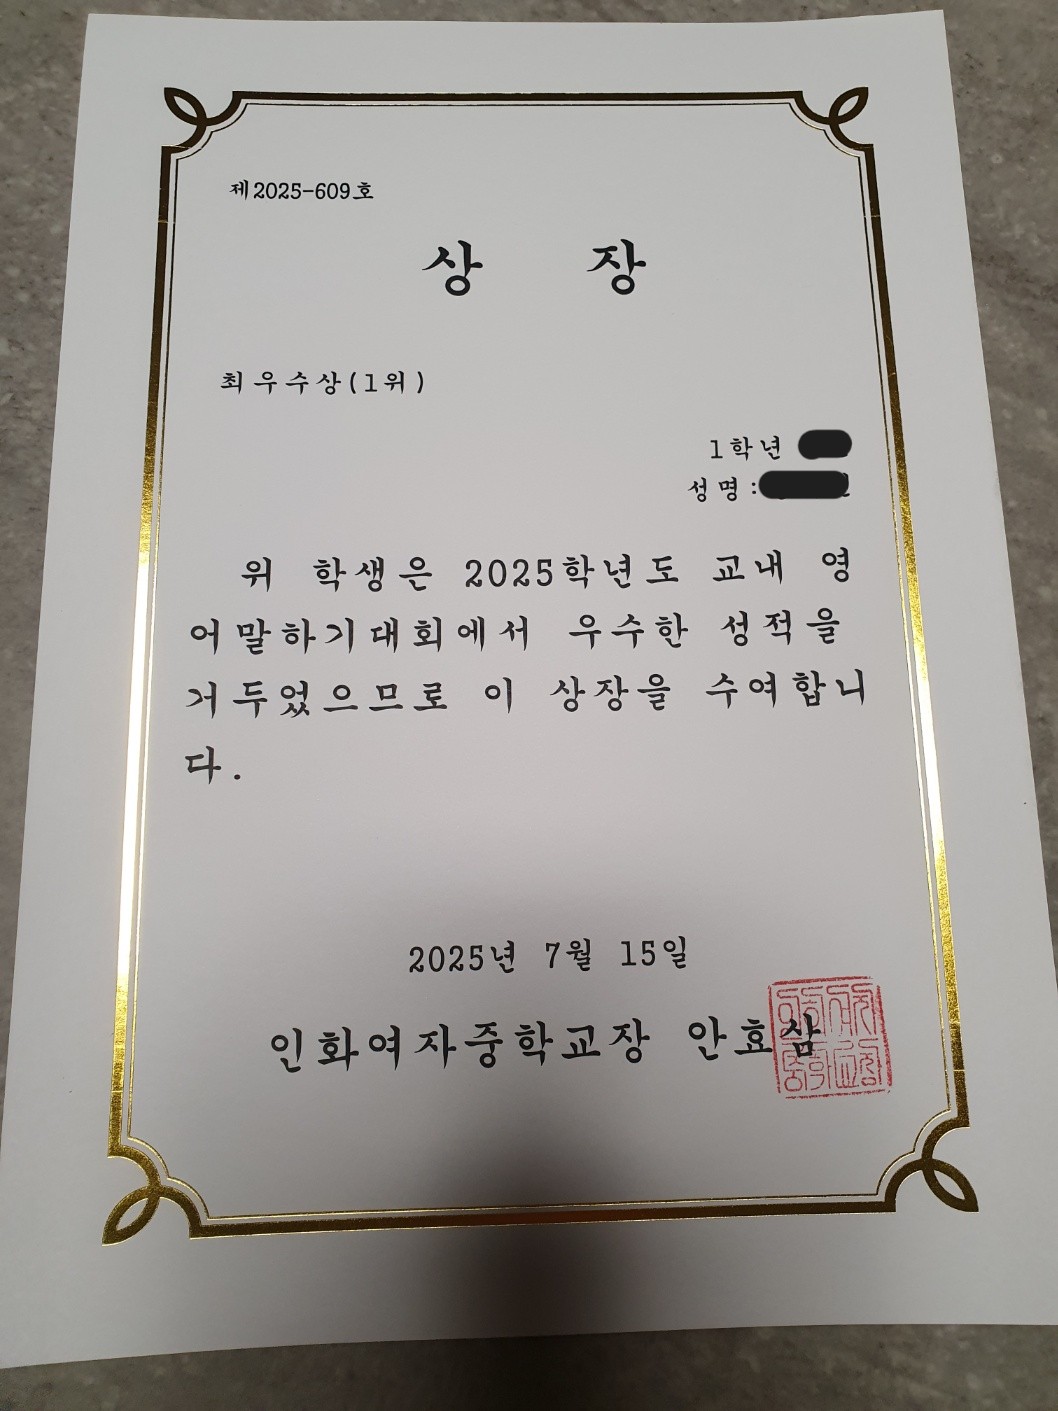 제2025-609호
상 장
최우수상(1위)
1학년
성명:
위 학생은 2025학년도 교내 영
어말하기대회에서 우수한 성적을
거두었으므로 이 상장을 수여합니
다.
2025년 7월 15일
인화여자중학교장 안효삼